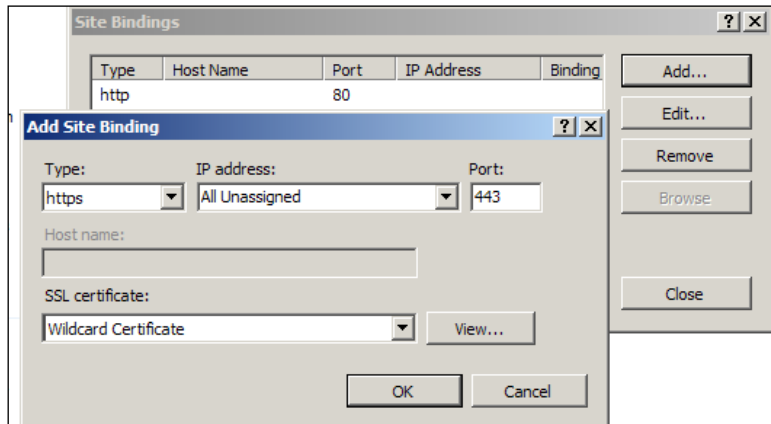 Site Bindings
Type Host Name Port IP Address Binding
http 80
Add...
Edit...
Remove
Browse
Close
Add Site Binding
Type: IP address: Port:
https All Unassigned 443
Host name:
SSL certificate:
Wildcard Certificate View...
OK Cancel